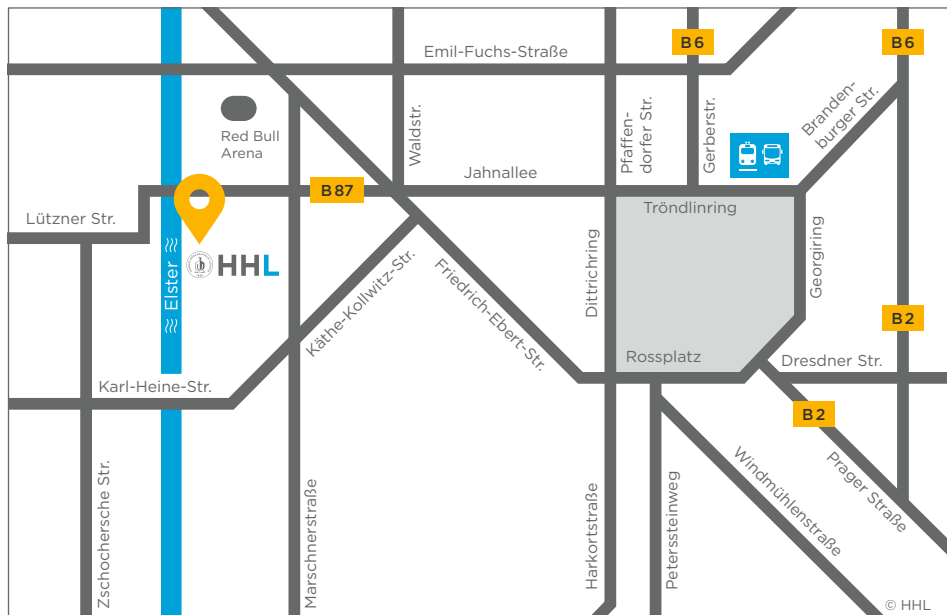 B6
B6
Emil-Fuchs-Straße
Red Bull
Arena
Waldstr.
Pfaffen-
dorfer Str.
Gerberstr.
Branden-
burger Str.
Jahnallee
B 87
Lützner Str.
Tröndlinring
HHL
Elster
Käthe-Kollwitz-Str.
Friedrich-Ebert-Str.
Dittrichring
Georgiring
B2
Rossplatz
Dresdner Str.
Karl-Heine-Str.
B2
Zschochersche Str.
Marschnerstraße
Harkortstraße
Peterssteinweg
Windmühlenstraße
Prager Straße
© HHL